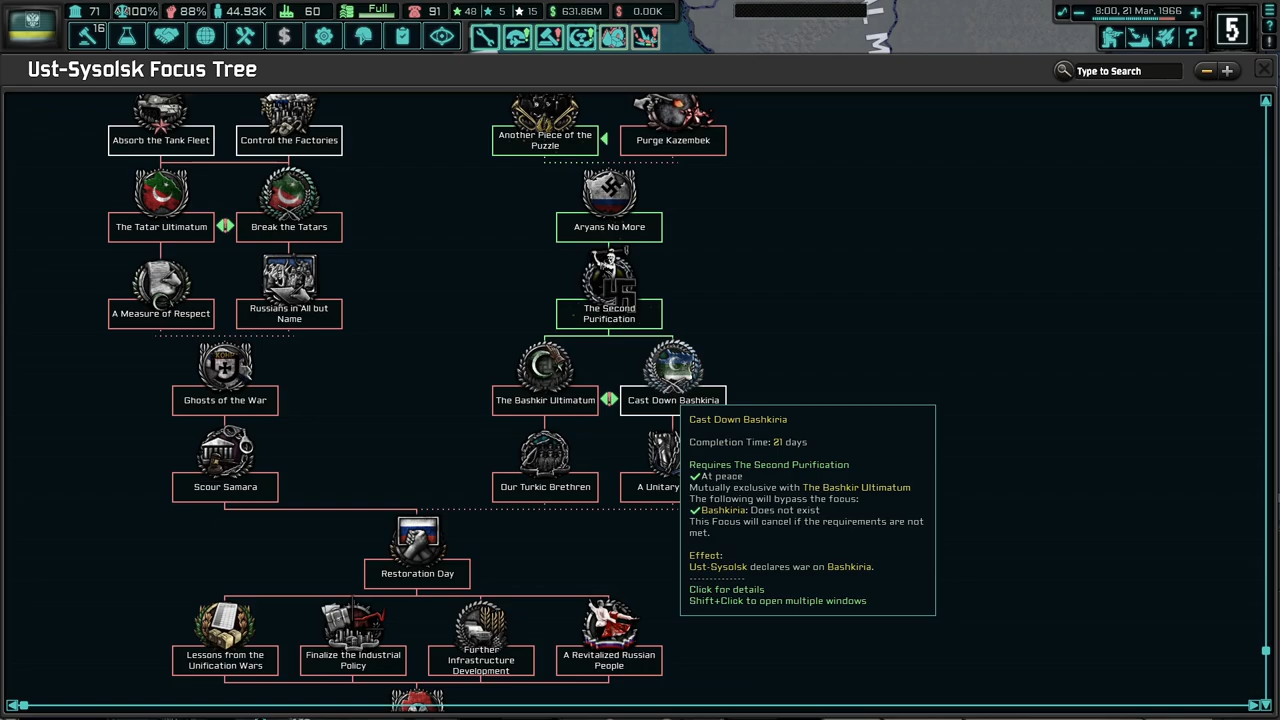 71
100%
88%
44.93K
60
Full
91
48
5
15
631.86M
0.00K
8:00, 21 Mar, 1966
5
16
Ust-Sysolsk Focus Tree
Type to Search
Absorb the Tank Fleet
Control the Factories
Another Piece of the
Puzzle
Purge Kazembek
The Tatar Ultimatum
Break the Tatars
Aryans No More
A Measure of Respect
Russians in All but
Name
The Second
Purification
Ghosts of the War
The Bashkir Ultimatum
Cast Down Bashkiria
Scour Samara
Our Turkic Brethren
A Unitary
Cast Down Bashkiria
Completion Time: 21 days
Requires The Second Purification
At peace
Mutually exclusive with The Bashkir Ultimatum
The following will bypass the focus:
Bashkiria: Does not exist
This Focus will cancel if the requirements are not
met.
Effect:
Ust-Sysolsk declares war on Bashkiria.
--------------
Click for details
Shift+Click to open multiple windows
Restoration Day
Lessons from the
Unification Wars
Finalize the Industrial
Policy
Further
Infrastructure
Development
A Revitalized Russian
People